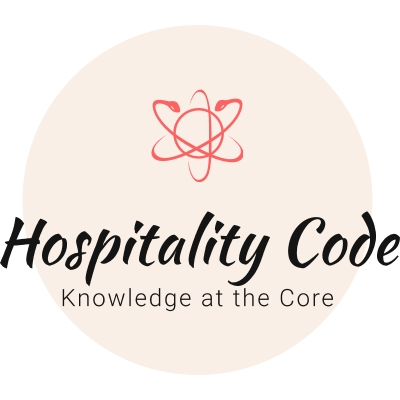 Hospitality Code
Knowledge at the Core